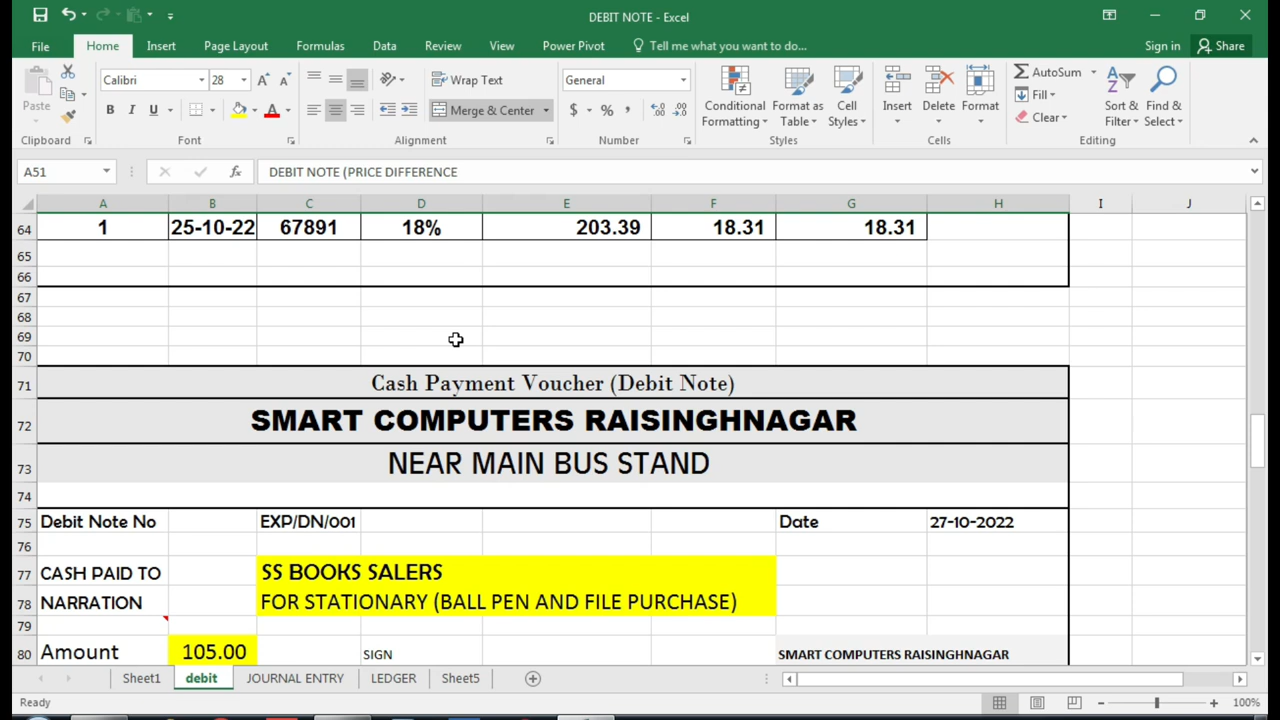 DEBIT NOTE - Excel
File Home Insert Page Layout Formulas Data Review View Power Pivot Tell me what you want to do... Sign in Share
Calibri 28 Wrap Text General
Paste B I U Merge & Center $ % , Conditional Formatting Format as Table Cell Styles Insert Delete Format AutoSum Fill Clear Sort & Filter Find & Select
Clipboard Font Alignment Number Styles Cells Editing
A51 fx DEBIT NOTE (PRICE DIFFERENCE
A B C D E F G H I J
64 1 25-10-22 67891 18% 203.39 18.31 18.31
65
66
67
68
69
70
71 Cash Payment Voucher (Debit Note)
72 SMART COMPUTERS RAISINGHNAGAR
73 NEAR MAIN BUS STAND
74
75 Debit Note No EXP/DN/001 Date 27-10-2022
76
77 CASH PAID TO SS BOOKS SALERS
78 NARRATION FOR STATIONARY (BALL PEN AND FILE PURCHASE)
79
80 Amount 105.00 SIGN SMART COMPUTERS RAISINGHNAGAR
Sheet1 debit JOURNAL ENTRY LEDGER Sheet5
Ready 100%